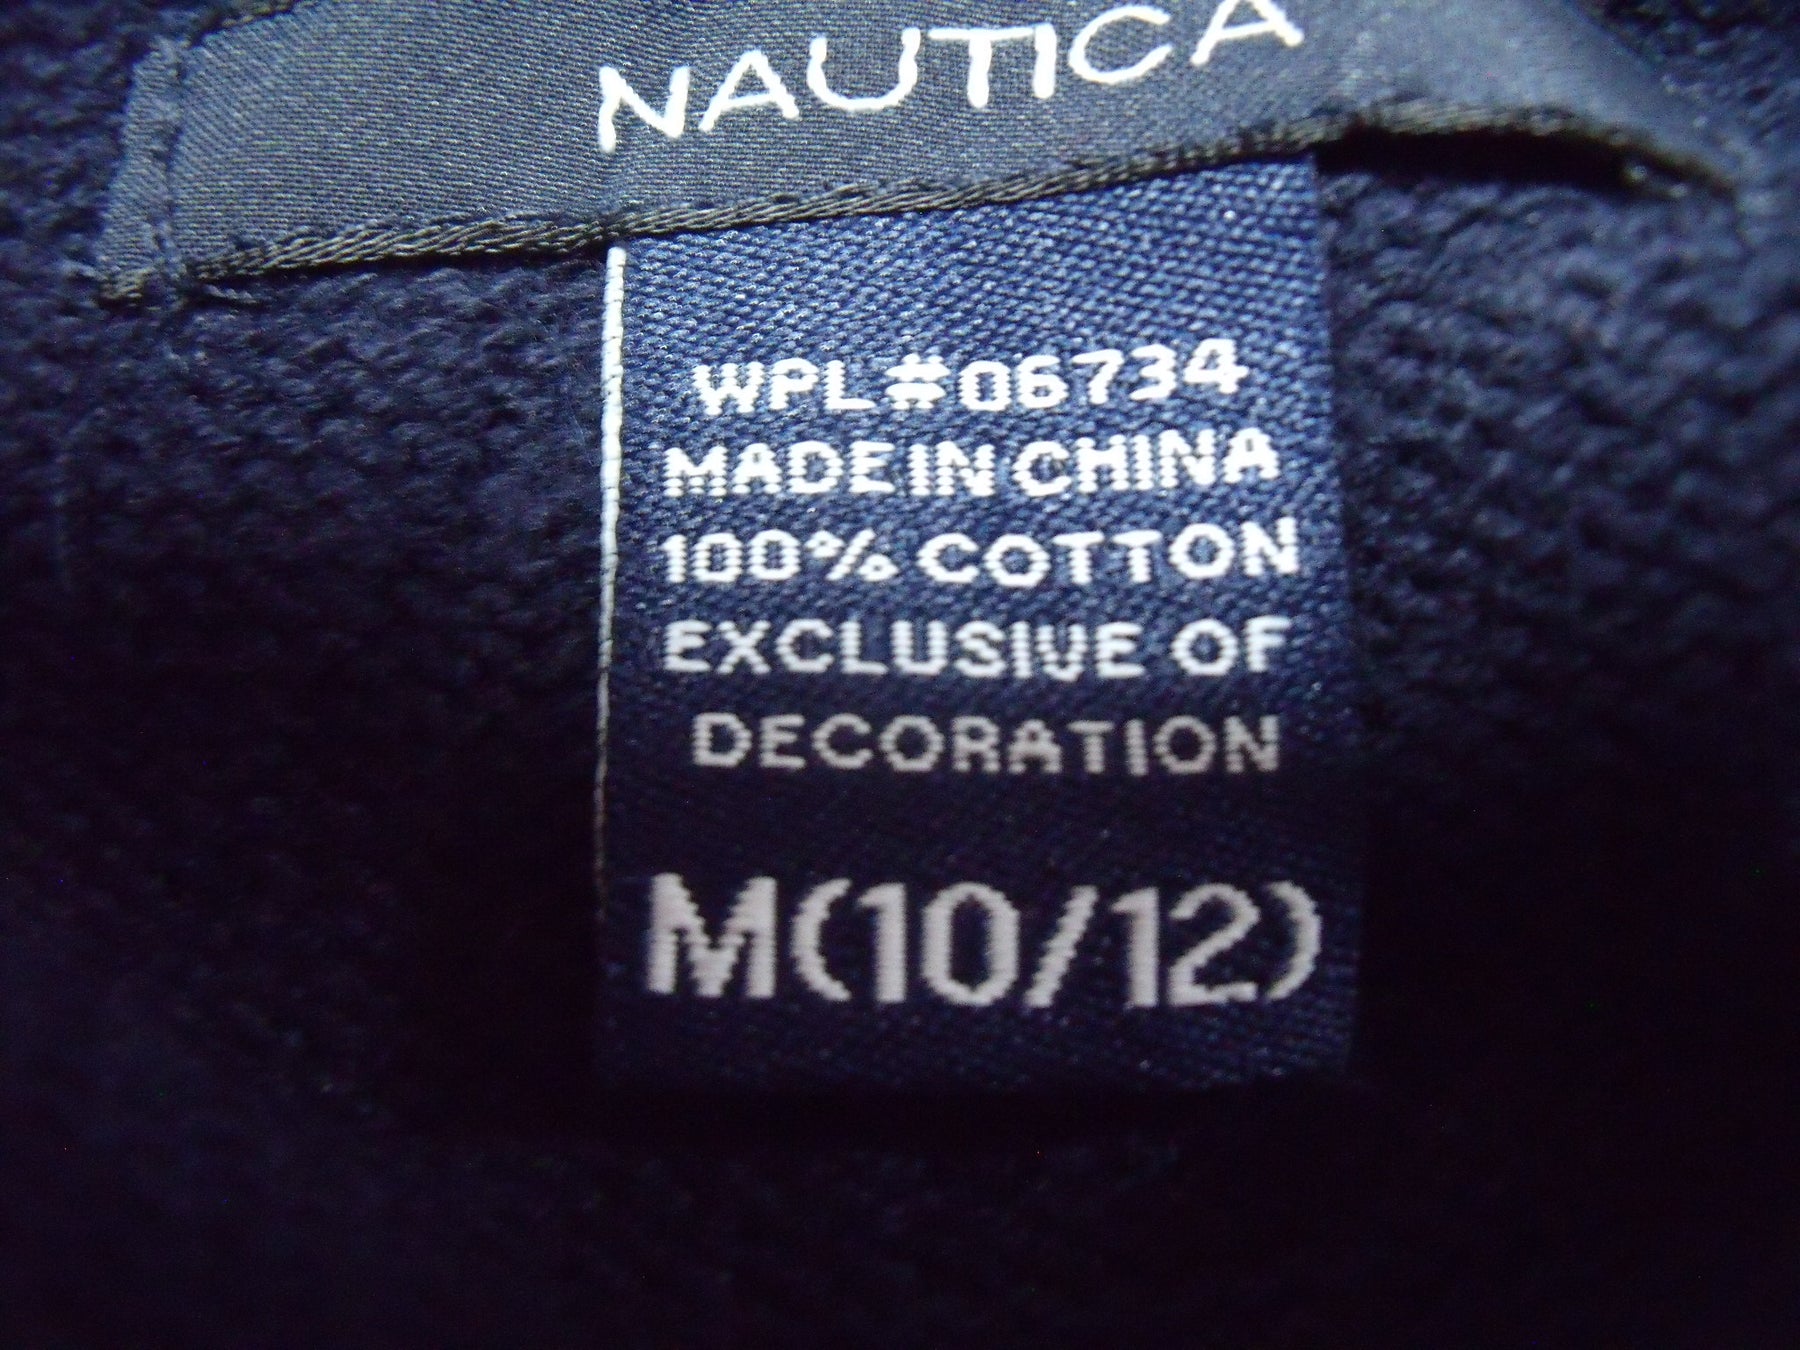 NAUTICA
WPL#06734
MADE IN CHINA
100% COTTON
EXCLUSIVE OF
DECORATION
M(10/12)